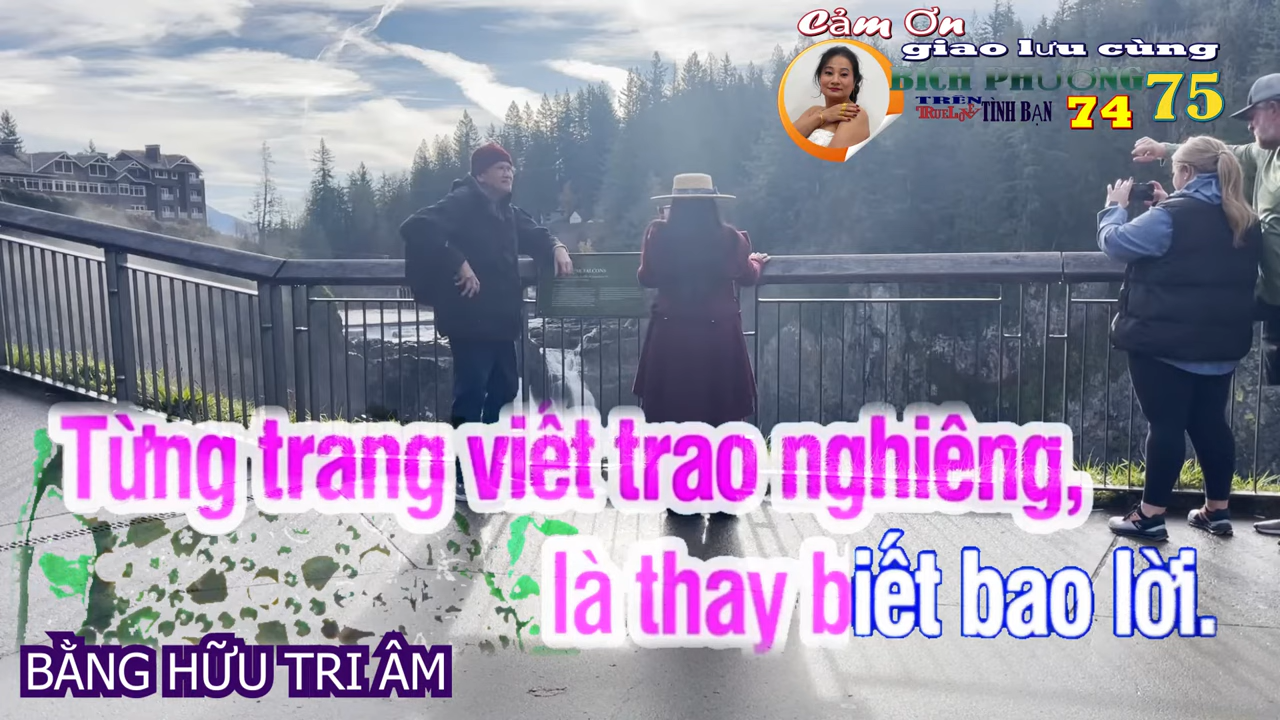 Cảm Ơn
giao lưu cùng
BÍCH PHƯỢNG 75
TRÊN
TRUELOVE TÌNH BẠN 74
Từng trang viết trao nghiêng,
là thay biết bao lời.
BẰNG HỮU TRI ÂM